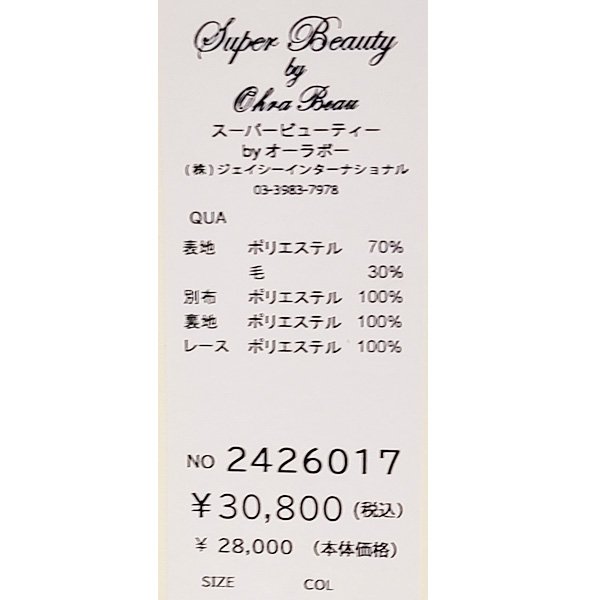 Super Beauty
by
Ohra Beau
スーパービューティー
by オーラボー
(株)ジェイシーインターナショナル
03-3983-7978
QUA
表地 ポリエステル 70%
毛 30%
別布 ポリエステル 100%
裏地 ポリエステル 100%
レース ポリエステル 100%
NO 2426017
¥30,800 (税込)
¥ 28,000 (本体価格)
SIZE COL